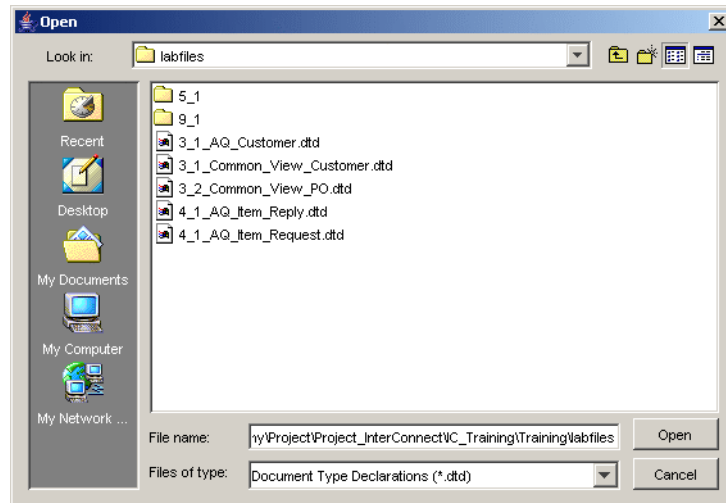 Open
Look in: labfiles
Recent
Desktop
My Documents
My Computer
My Network ...
5_1
9_1
3_1_AQ_Customer.dtd
3_1_Common_View_Customer.dtd
3_2_Common_View_PO.dtd
4_1_AQ_Item_Reply.dtd
4_1_AQ_Item_Request.dtd
File name: ny\Project\Project_InterConnect\IC_Training\Training\labfiles Open
Files of type: Document Type Declarations (*.dtd) Cancel